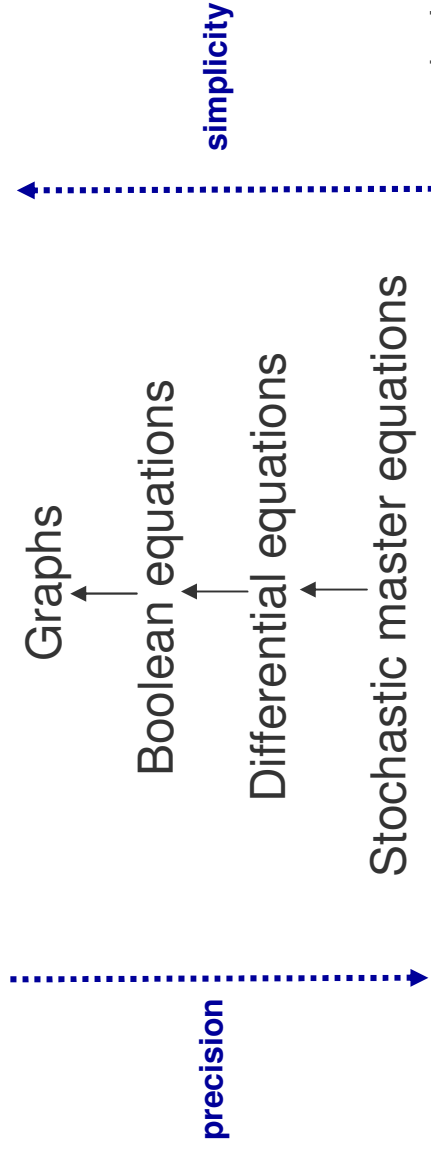 Graphs
Boolean equations
Differential equations
Stochastic master equations
precision
simplicity